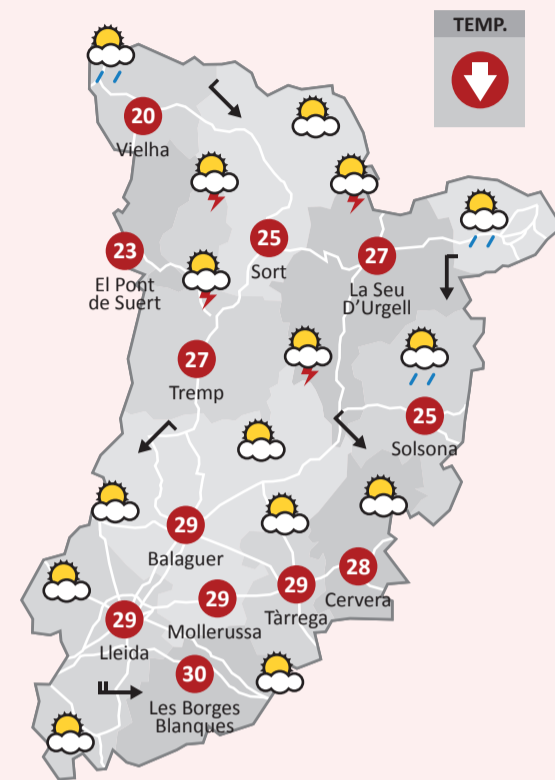 TEMP.
20
Vielha
23
El Pont
de Suert
25
Sort
27
La Seu
D'Urgell
27
Tremp
25
Solsona
29
Balaguer
28
Cervera
29
Tàrrega
29
Mollerussa
29
Lleida
30
Les Borges
Blanques